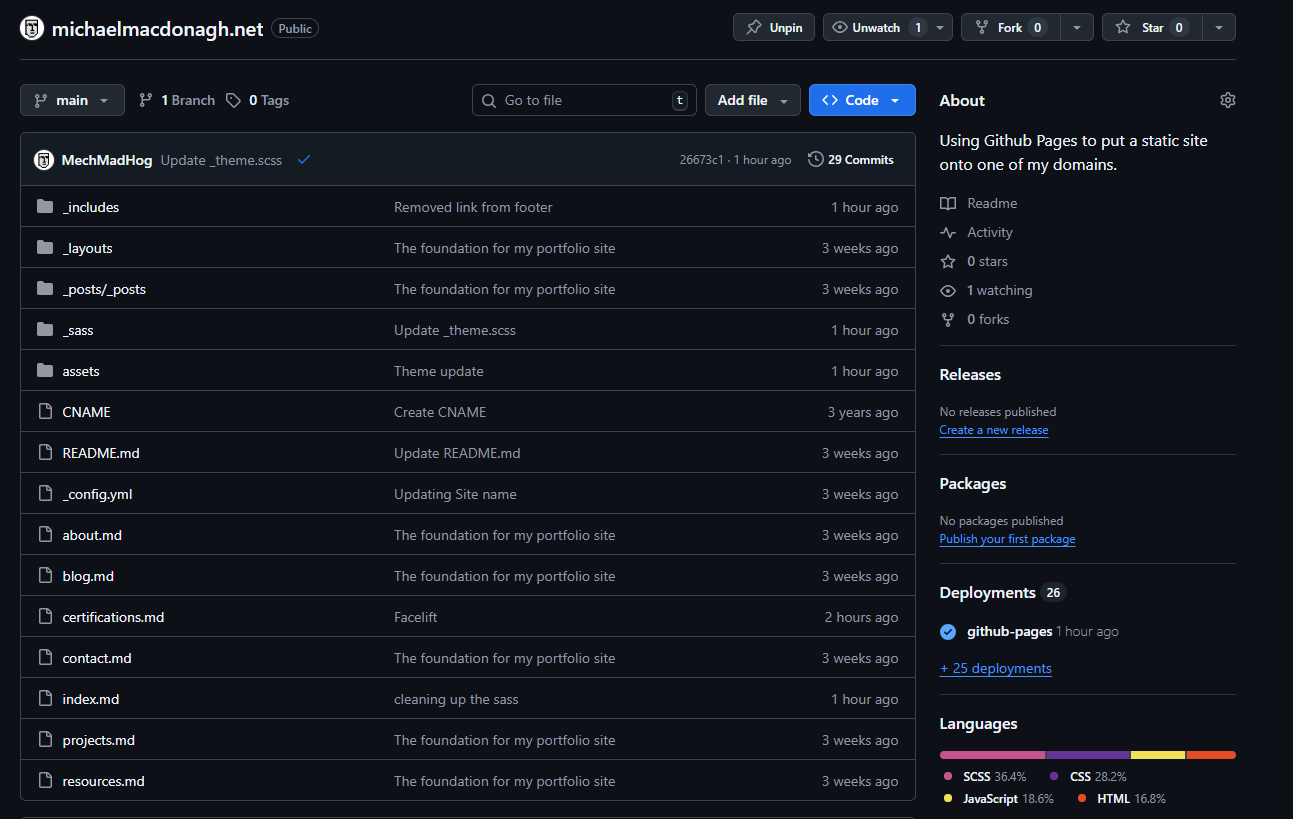 michaelmacdonagh.net Public Unpin Unwatch 1 Fork 0 Star 0
main 1 Branch 0 Tags Go to file t Add file Code
MechMadHog Update _theme.scss 26673c1 · 1 hour ago 29 Commits
_includes Removed link from footer 1 hour ago
_layouts The foundation for my portfolio site 3 weeks ago
_posts/_posts The foundation for my portfolio site 3 weeks ago
_sass Update _theme.scss 1 hour ago
assets Theme update 1 hour ago
CNAME Create CNAME 3 years ago
README.md Update README.md 3 weeks ago
_config.yml Updating Site name 3 weeks ago
about.md The foundation for my portfolio site 3 weeks ago
blog.md The foundation for my portfolio site 3 weeks ago
certifications.md Facelift 2 hours ago
contact.md The foundation for my portfolio site 3 weeks ago
index.md cleaning up the sass 1 hour ago
projects.md The foundation for my portfolio site 3 weeks ago
resources.md The foundation for my portfolio site 3 weeks ago
About
Using Github Pages to put a static site
onto one of my domains.
Readme
Activity
0 stars
1 watching
0 forks
Releases
No releases published
Create a new release
Packages
No packages published
Publish your first package
Deployments 26
github-pages 1 hour ago
+ 25 deployments
Languages
SCSS 36.4% CSS 28.2%
JavaScript 18.6% HTML 16.8%